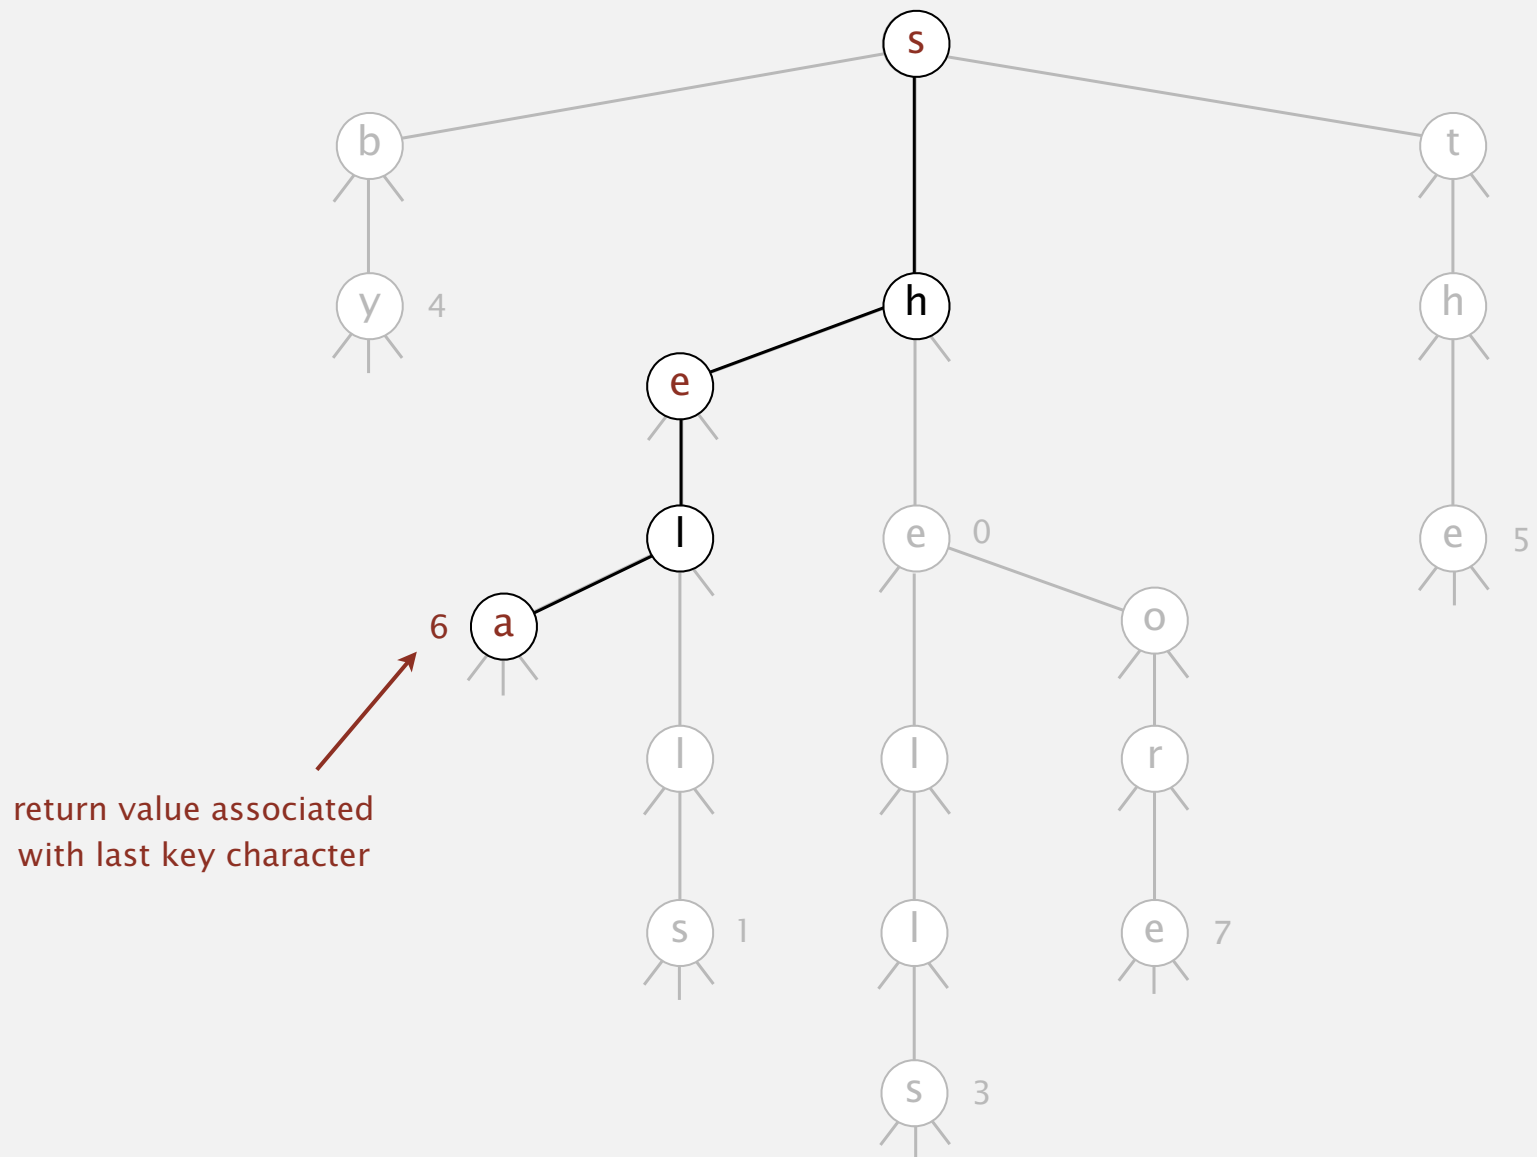 s
b
t
y 4
h
h
e
l
e 0
e 5
6 a
o
l
l
r
return value associated
with last key character
s 1
l
e 7
s 3